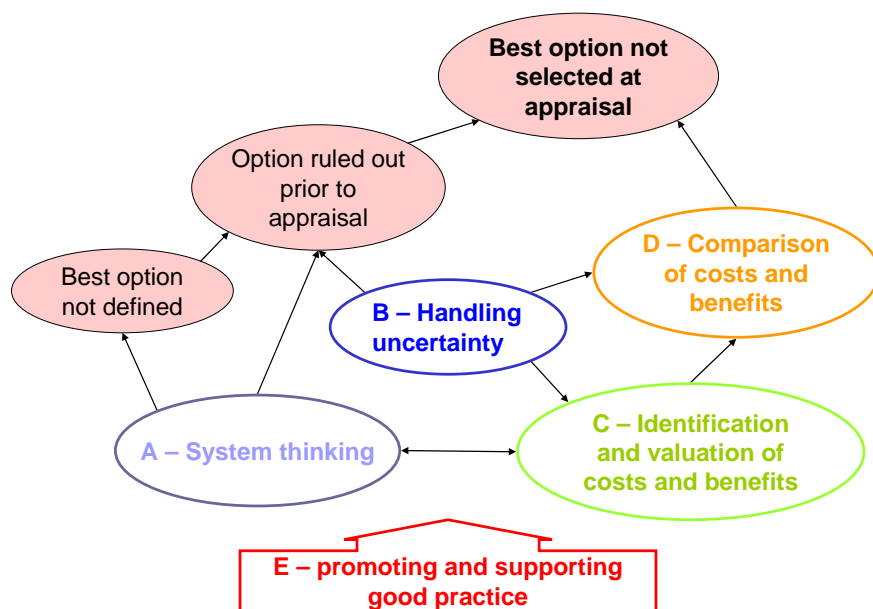 Best option not
selected at
appraisal
Option ruled out
prior to
appraisal
Best option
not defined
B – Handling
uncertainty
D – Comparison
of costs and
benefits
A – System thinking
C – Identification
and valuation of
costs and benefits
E – promoting and supporting
good practice